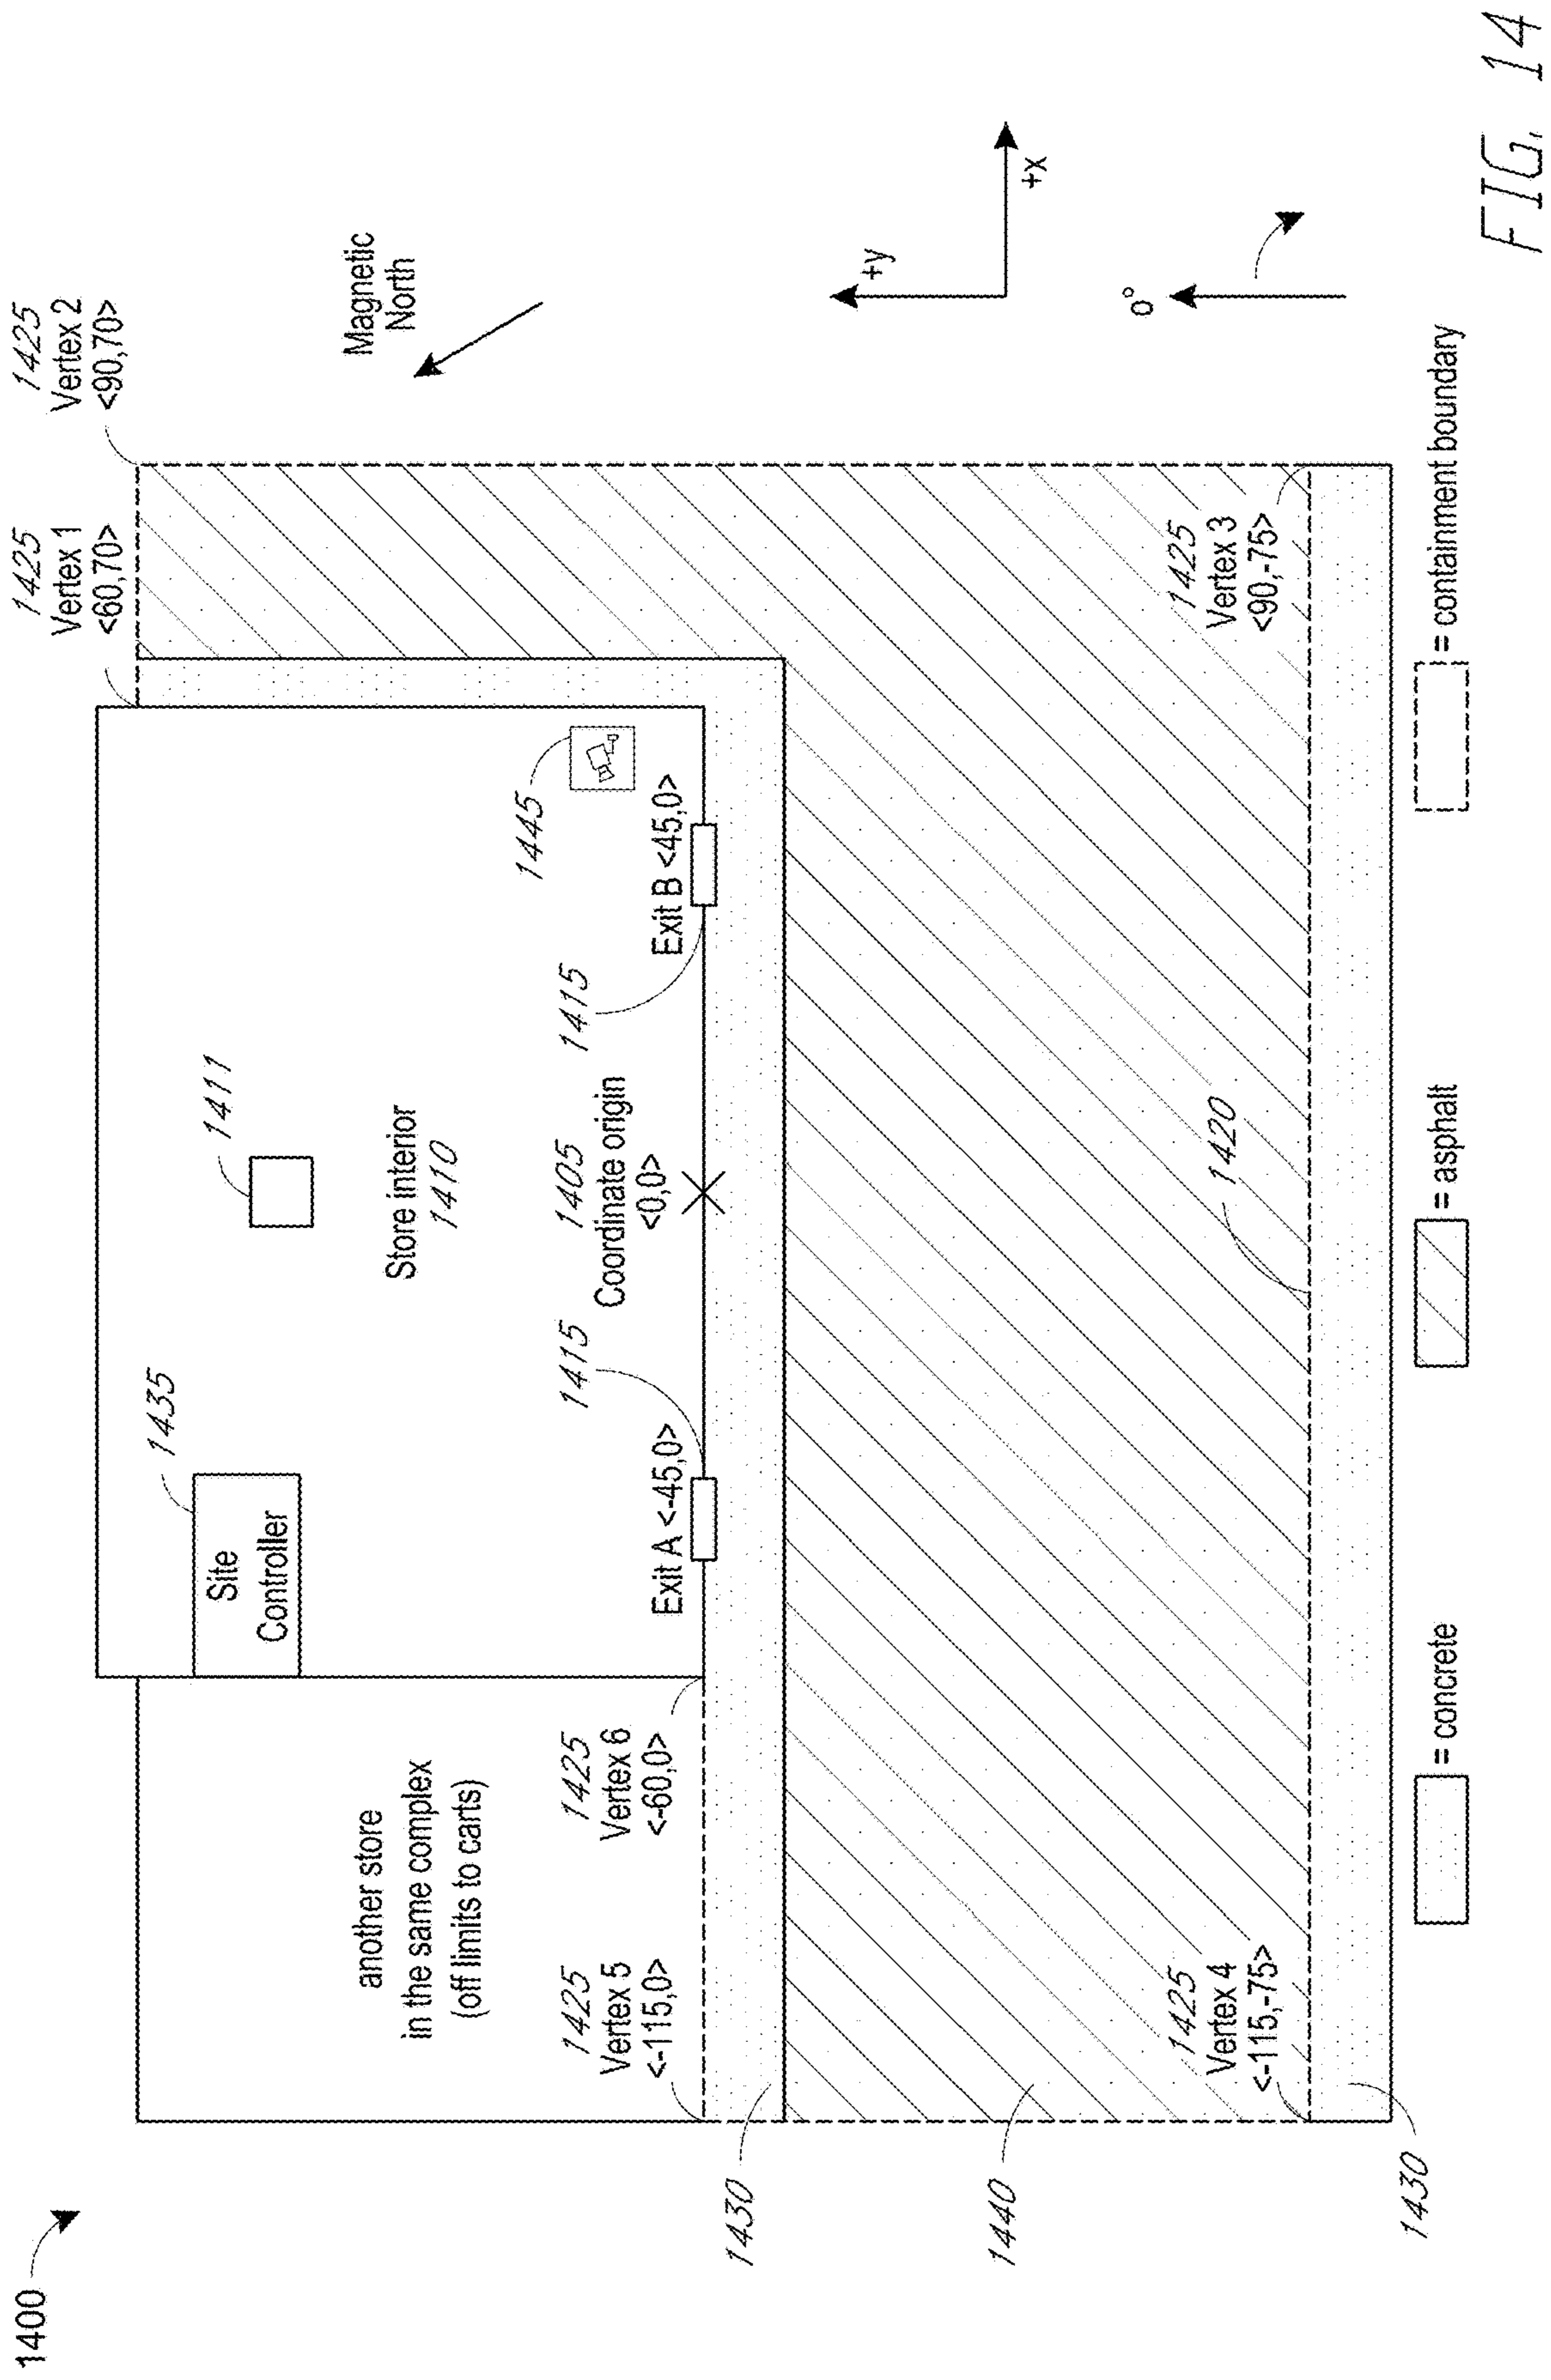 1400
another store
in the same complex
(off limits to carts)
1435
Site
Controller
1411
Store interior
1410
1405
Coordinate origin
<0,0>
1415
Exit A <-45,0>
1415
Exit B <45,0>
1445
1425
Vertex 1
<60,70>
1425
Vertex 2
<90,70>
Magnetic
North
+y
+x
0°
1425
Vertex 5
<-115,0>
1425
Vertex 6
<-60,0>
1430
1440
1425
Vertex 4
<-115,-75>
1420
1425
Vertex 3
<90,-75>
1430
= concrete
= asphalt
= containment boundary
FIG. 14